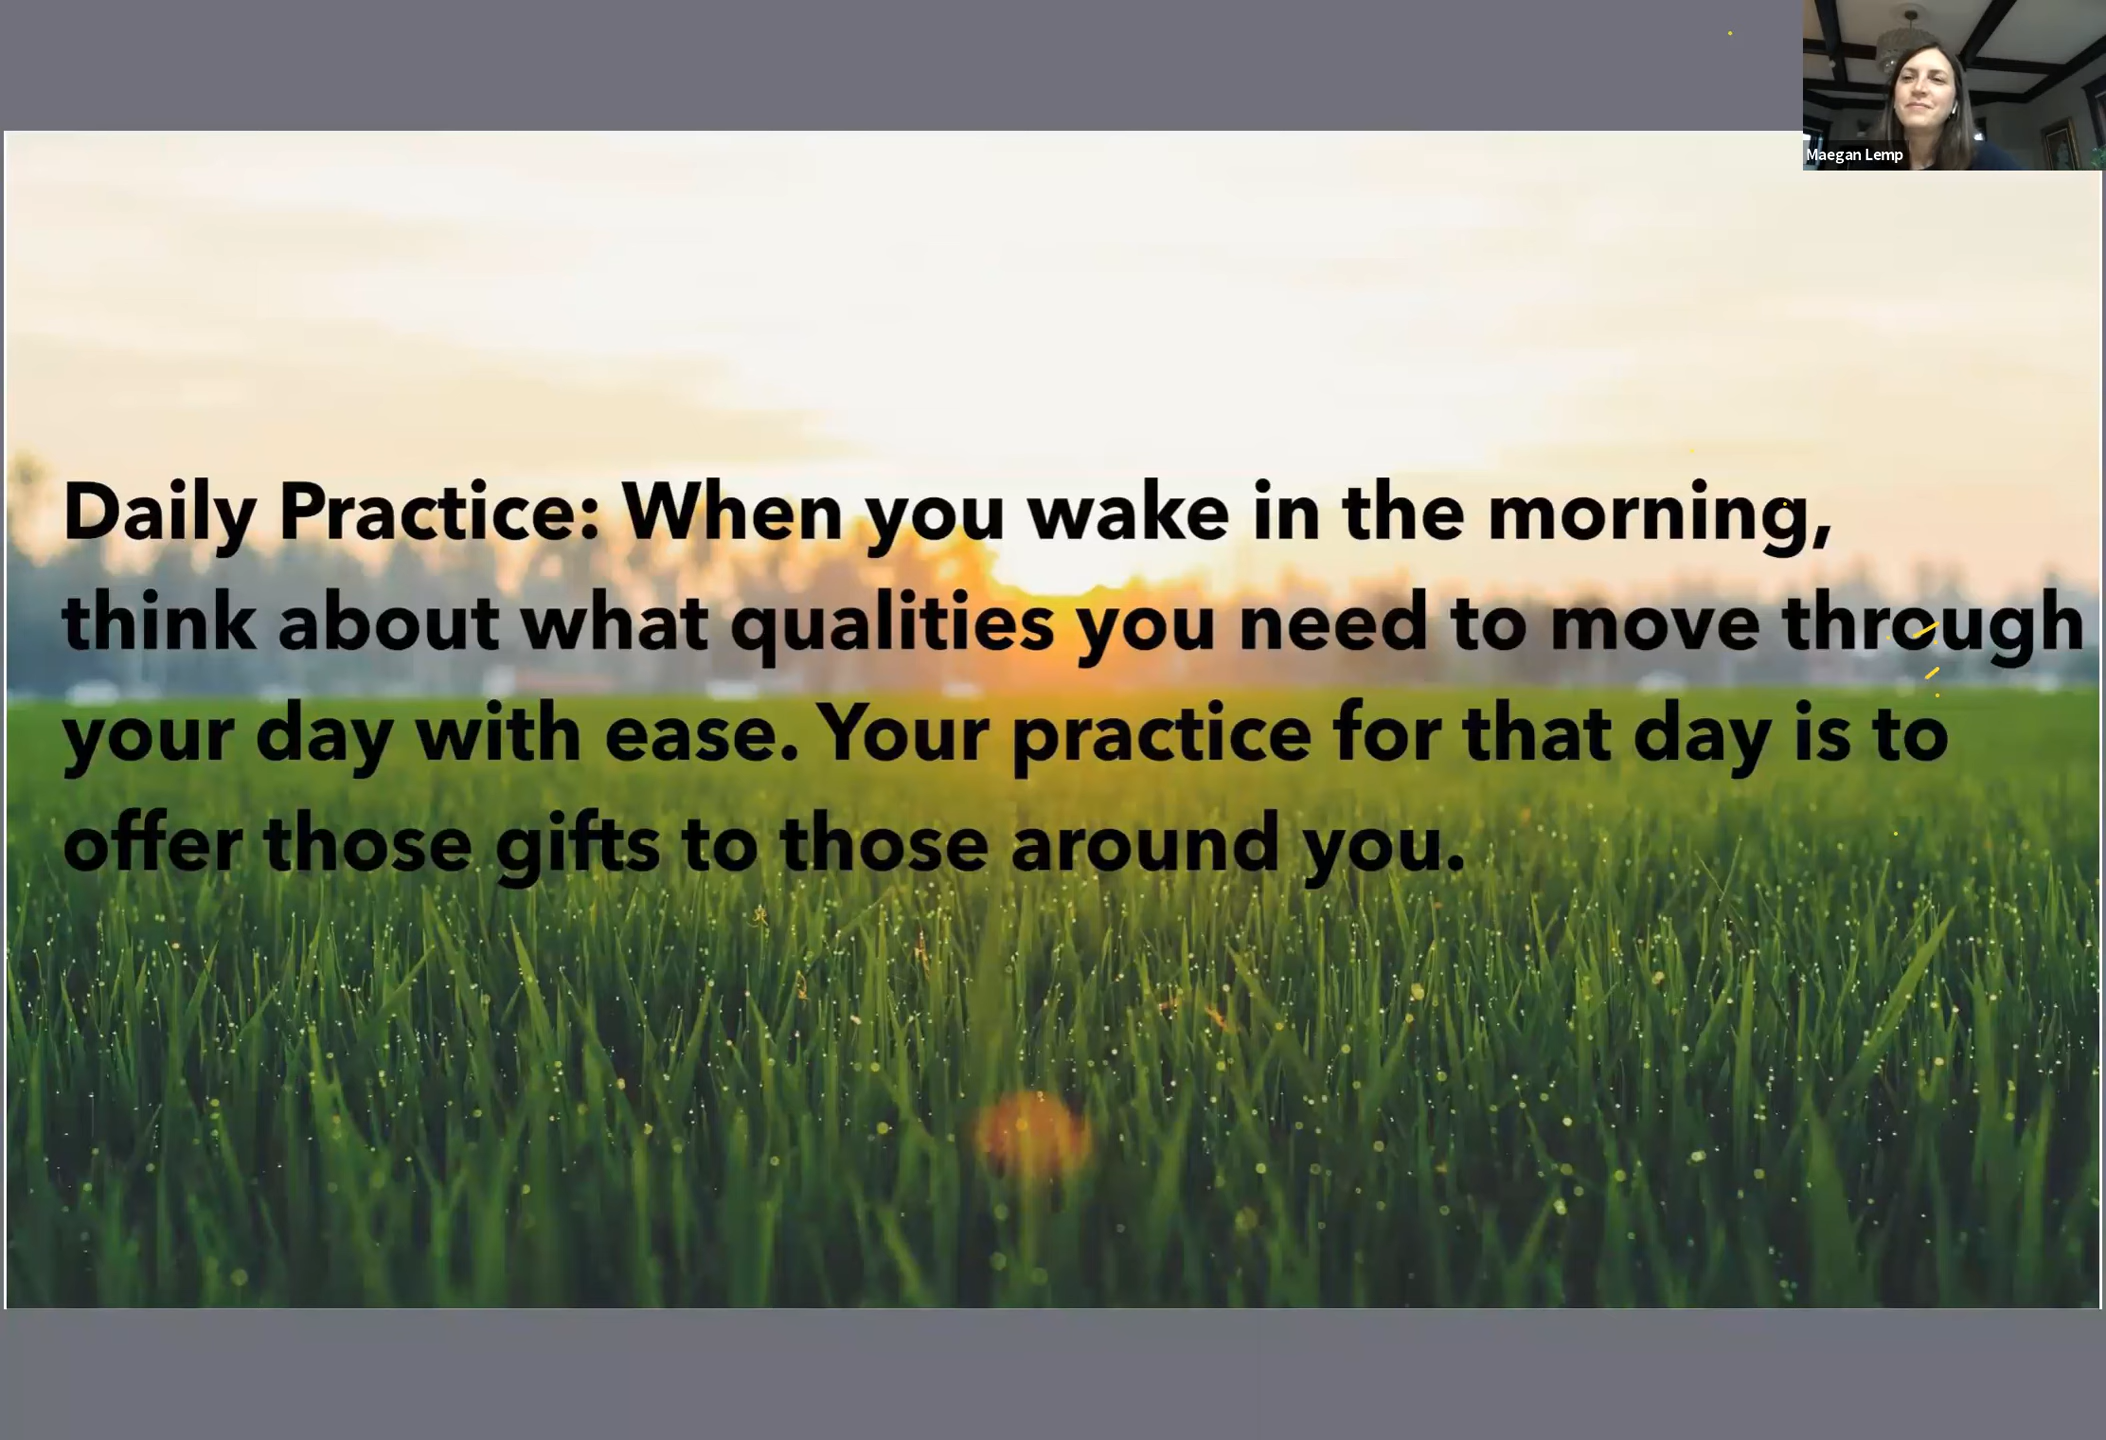 Maegan Lemp
Daily Practice: When you wake in the morning,
think about what qualities you need to move through
your day with ease. Your practice for that day is to
offer those gifts to those around you.